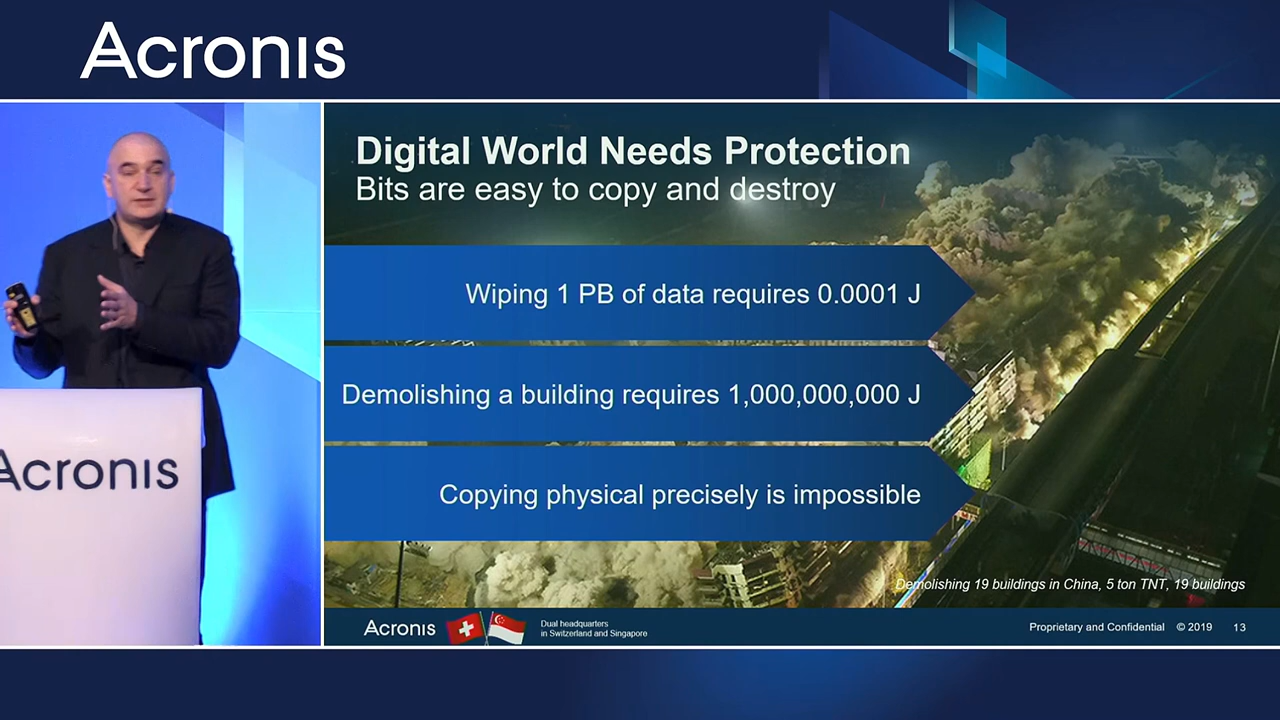 Acronis
Digital World Needs Protection
Bits are easy to copy and destroy
Wiping 1 PB of data requires 0.0001 J
Demolishing a building requires 1,000,000,000 J
Copying physical precisely is impossible
Demolishing 19 buildings in China, 5 ton TNT, 19 buildings
Acronis
Acronis
Dual headquarters
in Switzerland and Singapore
Proprietary and Confidential © 2019 13